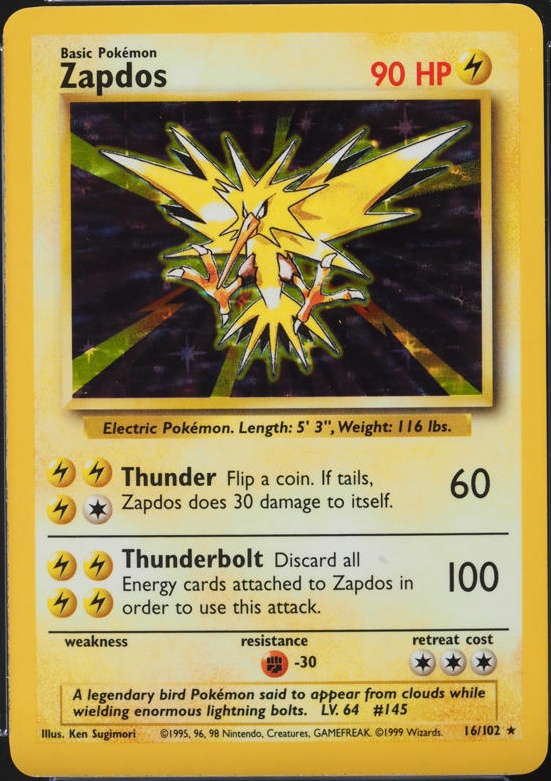 Basic Pokémon
Zapdos
90 HP
Electric Pokémon. Length: 5' 3", Weight: 116 lbs.
Thunder Flip a coin. If tails,
Zapdos does 30 damage to itself.
60
Thunderbolt Discard all
Energy cards attached to Zapdos in
order to use this attack.
100
weakness resistance retreat cost
-30
A legendary bird Pokémon said to appear from clouds while
wielding enormous lightning bolts. LV. 64 #145
Illus. Ken Sugimori ©1995, 96, 98 Nintendo, Creatures, GAMEFREAK. ©1999 Wizards. 16/102 ★